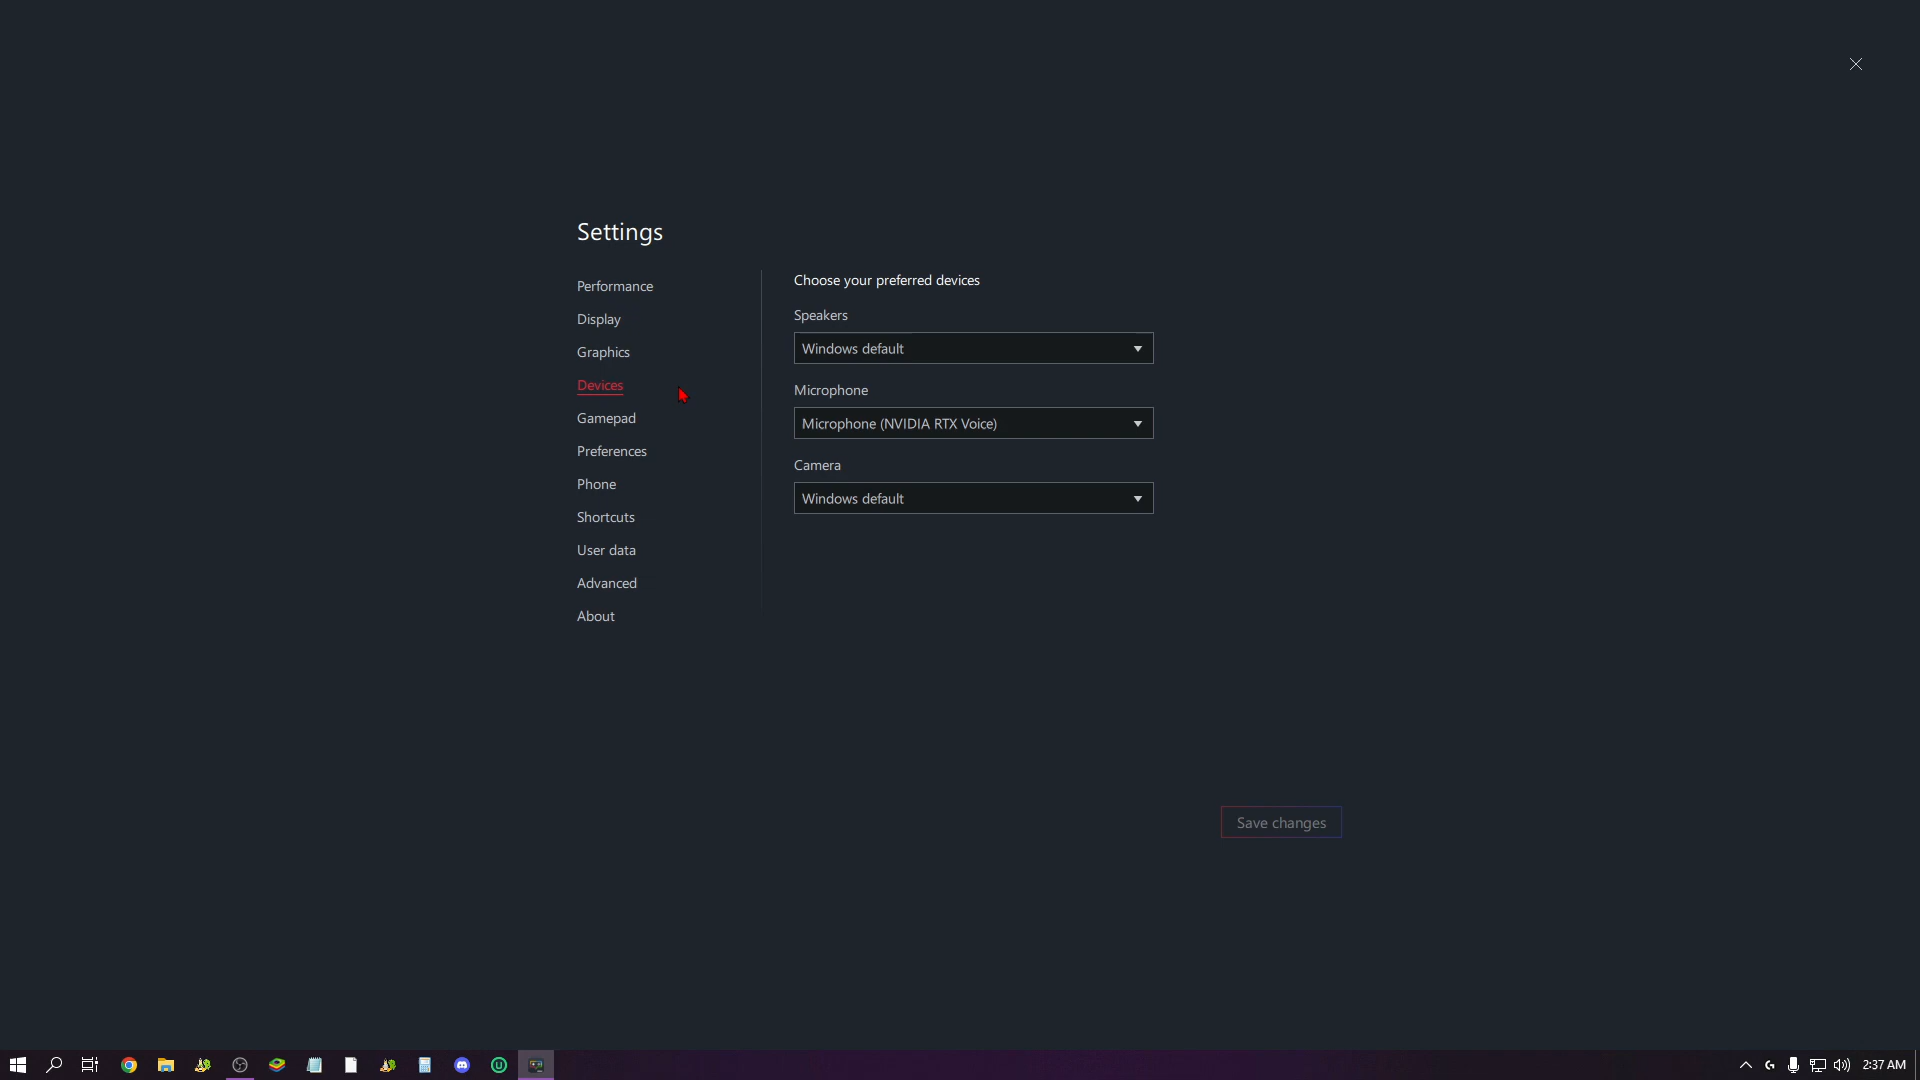 Settings
Performance
Display
Graphics
Devices
Gamepad
Preferences
Phone
Shortcuts
User data
Advanced
About
Choose your preferred devices
Speakers
Windows default
Microphone
Microphone (NVIDIA RTX Voice)
Camera
Windows default
Save changes
2:37 AM